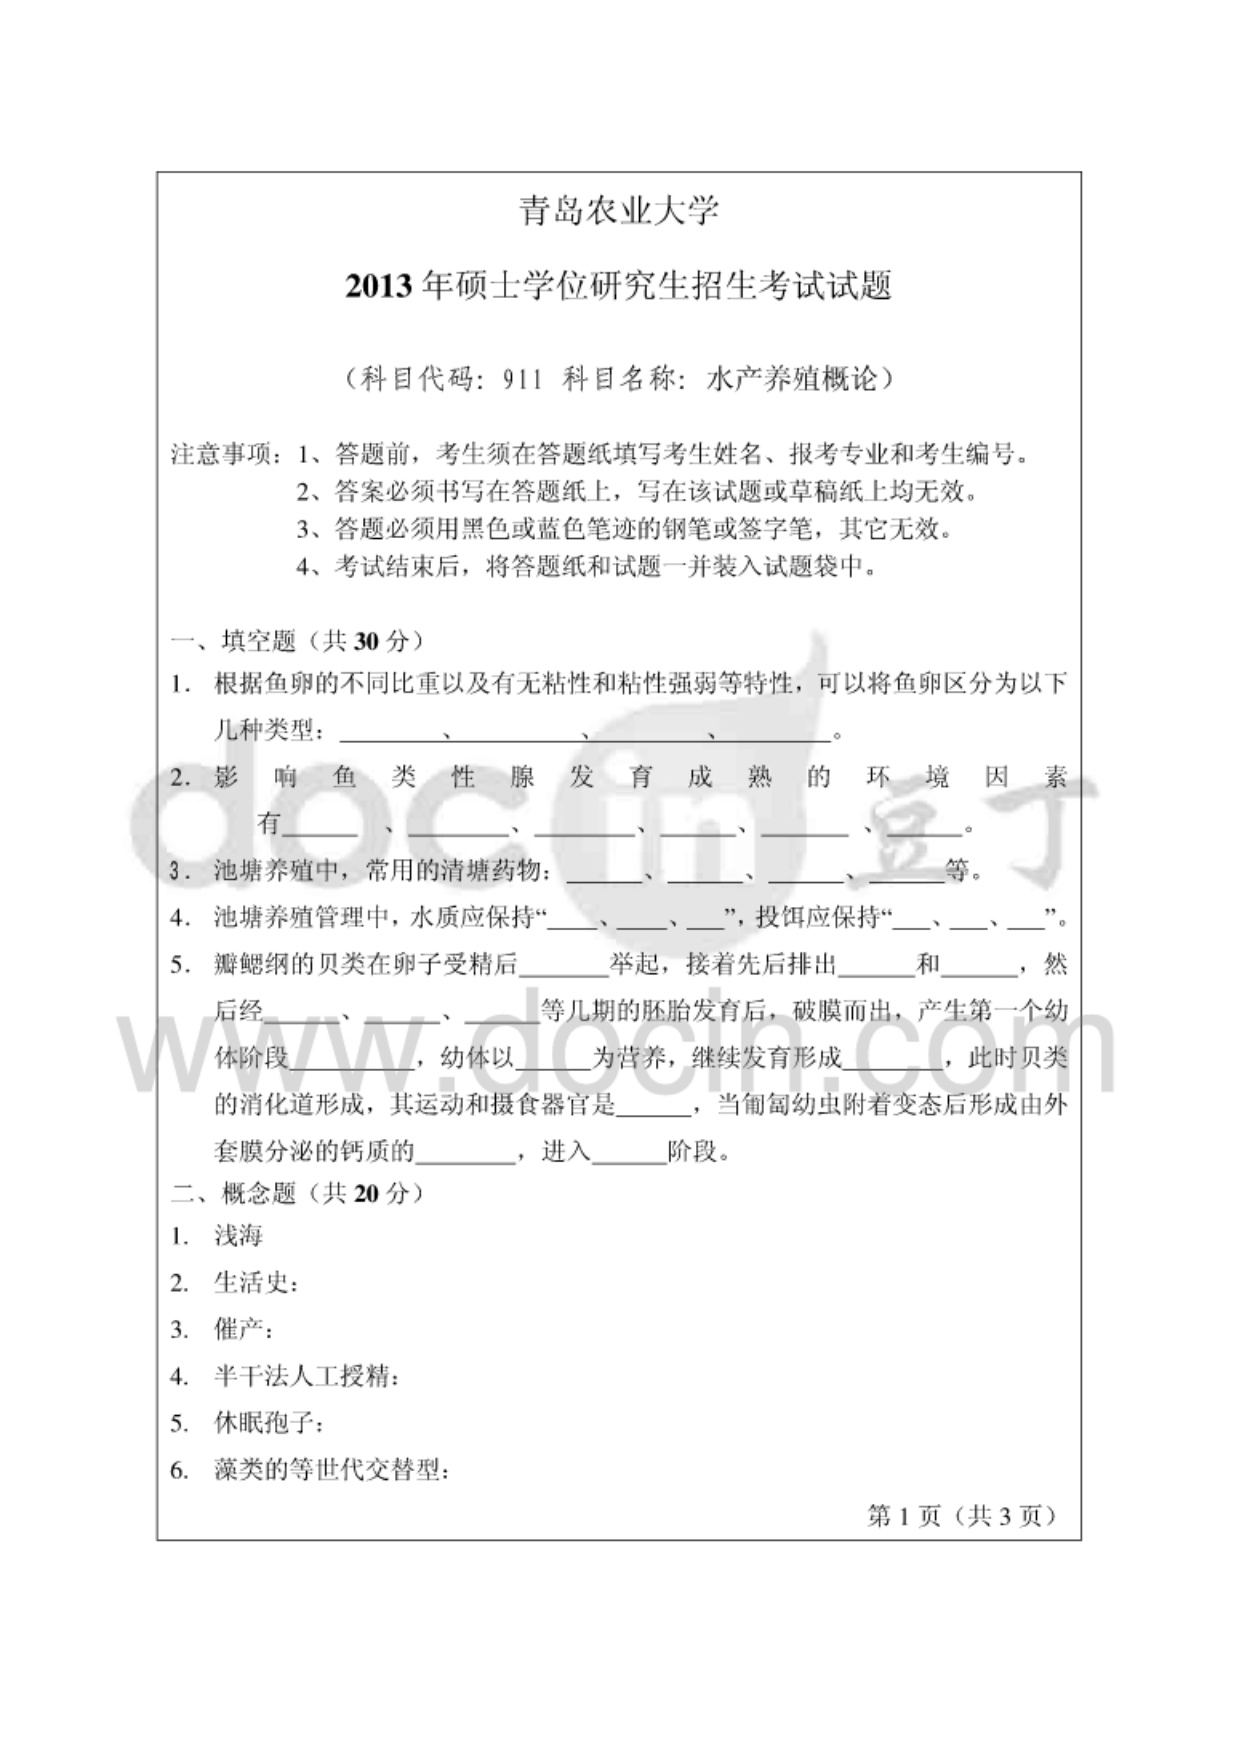 青岛农业大学
2013 年硕士学位研究生招生考试试题
（科目代码：911 科目名称：水产养殖概论）
注意事项：1、答题前，考生须在答题纸填写考生姓名、报考专业和考生编号。
2、答案必须书写在答题纸上，写在该试题或草稿纸上均无效。
3、答题必须用黑色或蓝色笔迹的钢笔或签字笔，其它无效。
4、考试结束后，将答题纸和试题一并装入试题袋中。
一、填空题（共 30 分）
1. 根据鱼卵的不同比重以及有无粘性和粘性强弱等特性，可以将鱼卵区分为以下
几种类型：________、________、________、________。
2. 影响鱼类性腺发育成熟的环境因素
有______、________、________、______、_______、______。
3. 池塘养殖中，常用的清塘药物：______、______、______、______等。
4. 池塘养殖管理中，水质应保持“____、____、___”，投饵应保持“___、___、___”。
5. 瓣鳃纲的贝类在卵子受精后_______举起，接着先后排出______和______，然
后经______、______、______等几期的胚胎发育后，破膜而出，产生第一个幼
体阶段__________，幼体以______为营养，继续发育形成________，此时贝类
的消化道形成，其运动和摄食器官是______，当匍匐幼虫附着变态后形成由外
套膜分泌的钙质的________，进入______阶段。
二、概念题（共 20 分）
1. 浅海
2. 生活史：
3. 催产：
4. 半干法人工授精：
5. 休眠孢子：
6. 藻类的等世代交替型：
第 1 页（共 3 页）
docin 豆丁
www.docin.com